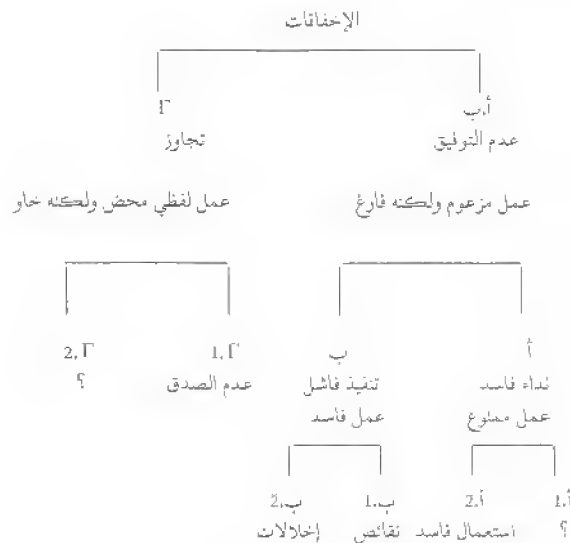 الإخفاقات
أ.ب Γ
عدم التوفيق تجاوز
عمل مزعوم ولكنه فارغ عمل لفظي محض ولكنه خاو
أ ب Γ.1 Γ.2
نداء فاسد تنفيذ فاشل عدم الصدق ؟
عمل ممنوع عمل فاسد
أ.1 أ.2 ب.1 ب.2
؟ استعمال فاسد نقائص إخلالات